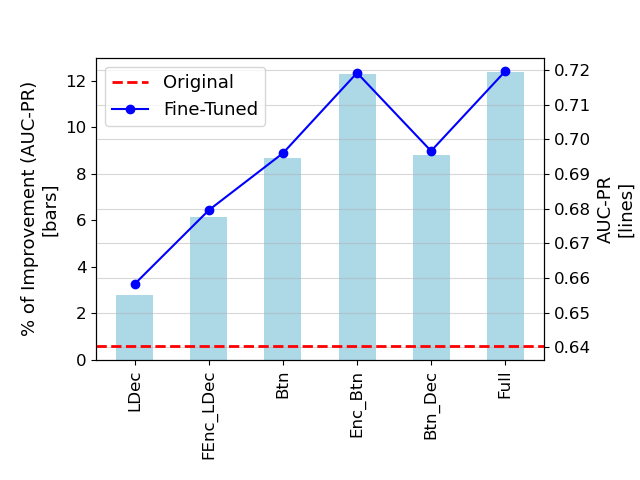 Original
Fine-Tuned
% of Improvement (AUC-PR)
[bars]
12
10
8
6
4
2
0
0.72
0.71
0.70
0.69
0.68
0.67
0.66
0.65
0.64
AUC-PR
[lines]
LDec
FEnc_LDec
Btn
Enc_Btn
Btn_Dec
Full